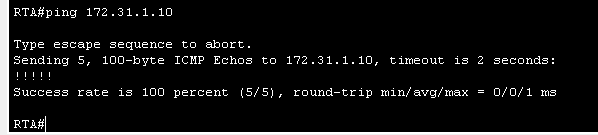 RTA#ping 172.31.1.10
Type escape sequence to abort.
Sending 5, 100-byte ICMP Echos to 172.31.1.10, timeout is 2 seconds:
!!!!!
Success rate is 100 percent (5/5), round-trip min/avg/max = 0/0/1 ms
RTA#